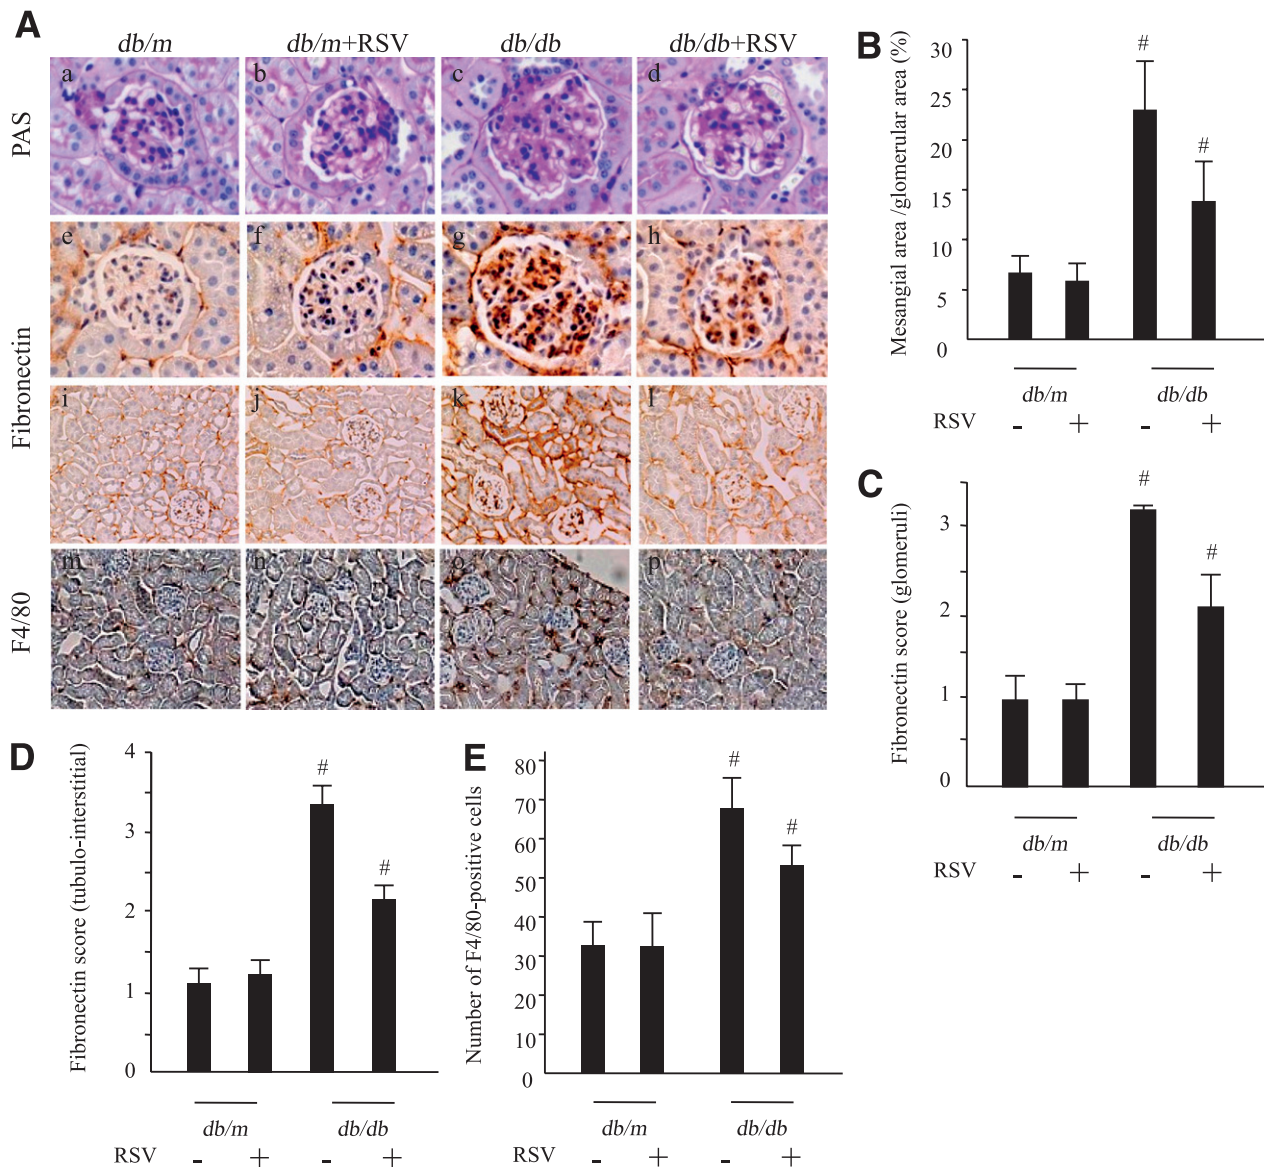 A
db/m
db/m+RSV
db/db
db/db+RSV
PAS
a
b
c
d
Fibronectin
e
f
g
h
i
j
k
l
F4/80
m
n
o
p
B
Mesangial area /glomerular area (%)
30
25
20
15
10
5
0
#
#
db/m
db/db
RSV
-
+
-
+
C
Fibronectin score (glomeruli)
3
2
1
0
#
#
db/m
db/db
RSV
-
+
-
+
D
Fibronectin score (tubulo-interstitial)
4
3
2
1
0
#
#
db/m
db/db
RSV
-
+
-
+
E
Number of F4/80-positive cells
80
70
60
50
40
30
20
10
0
#
#
db/m
db/db
RSV
-
+
-
+